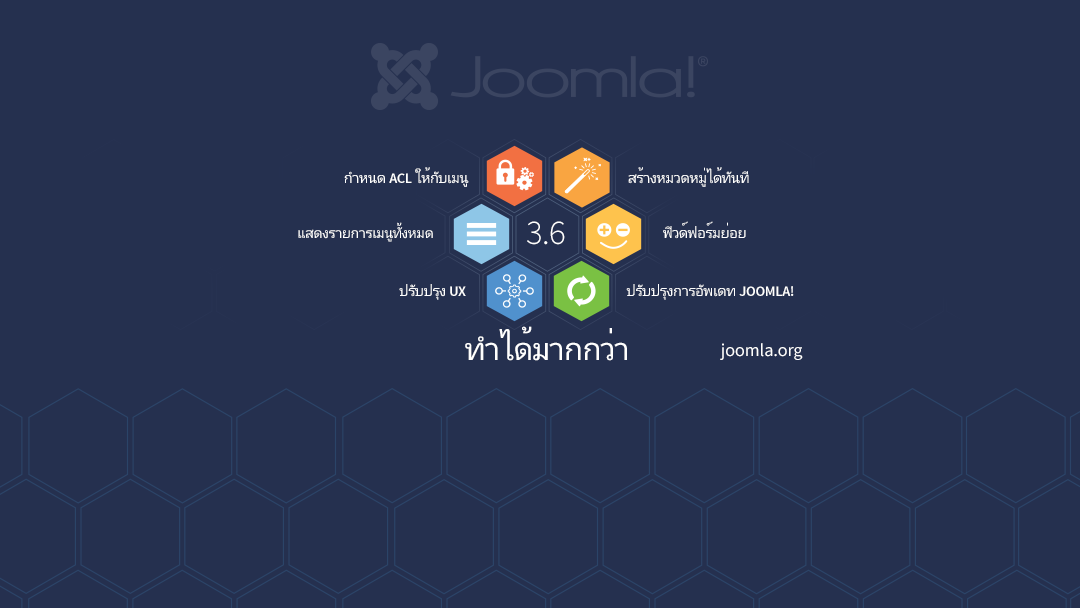 Joomla!®
กำหนด ACL ให้กับเมนู
สร้างหมวดหมู่ได้ทันที
แสดงรายการเมนูทั้งหมด
3.6
ฟิวด์ฟอร์มย่อย
ปรับปรุง UX
ปรับปรุงการอัพเดท JOOMLA!
ทำได้มากกว่า
joomla.org